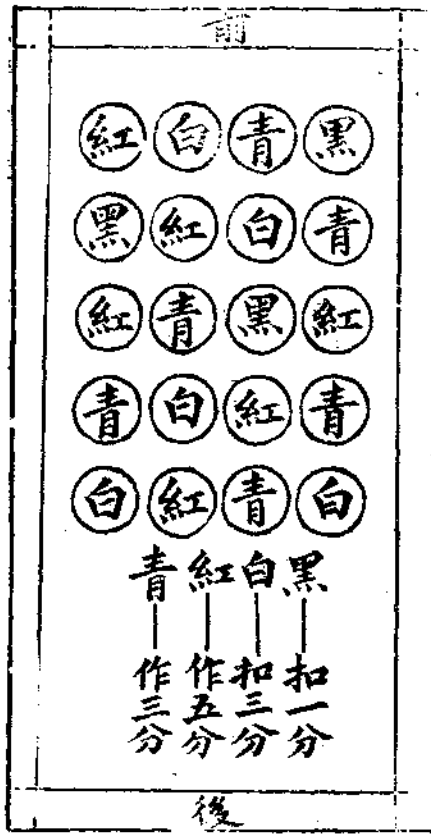 前
紅 白 青 黑
黑 紅 白 青
紅 青 黑 紅
青 白 紅 青
白 紅 青 白
黑—扣一分
白—扣三分
紅—作五分
青—作三分
後